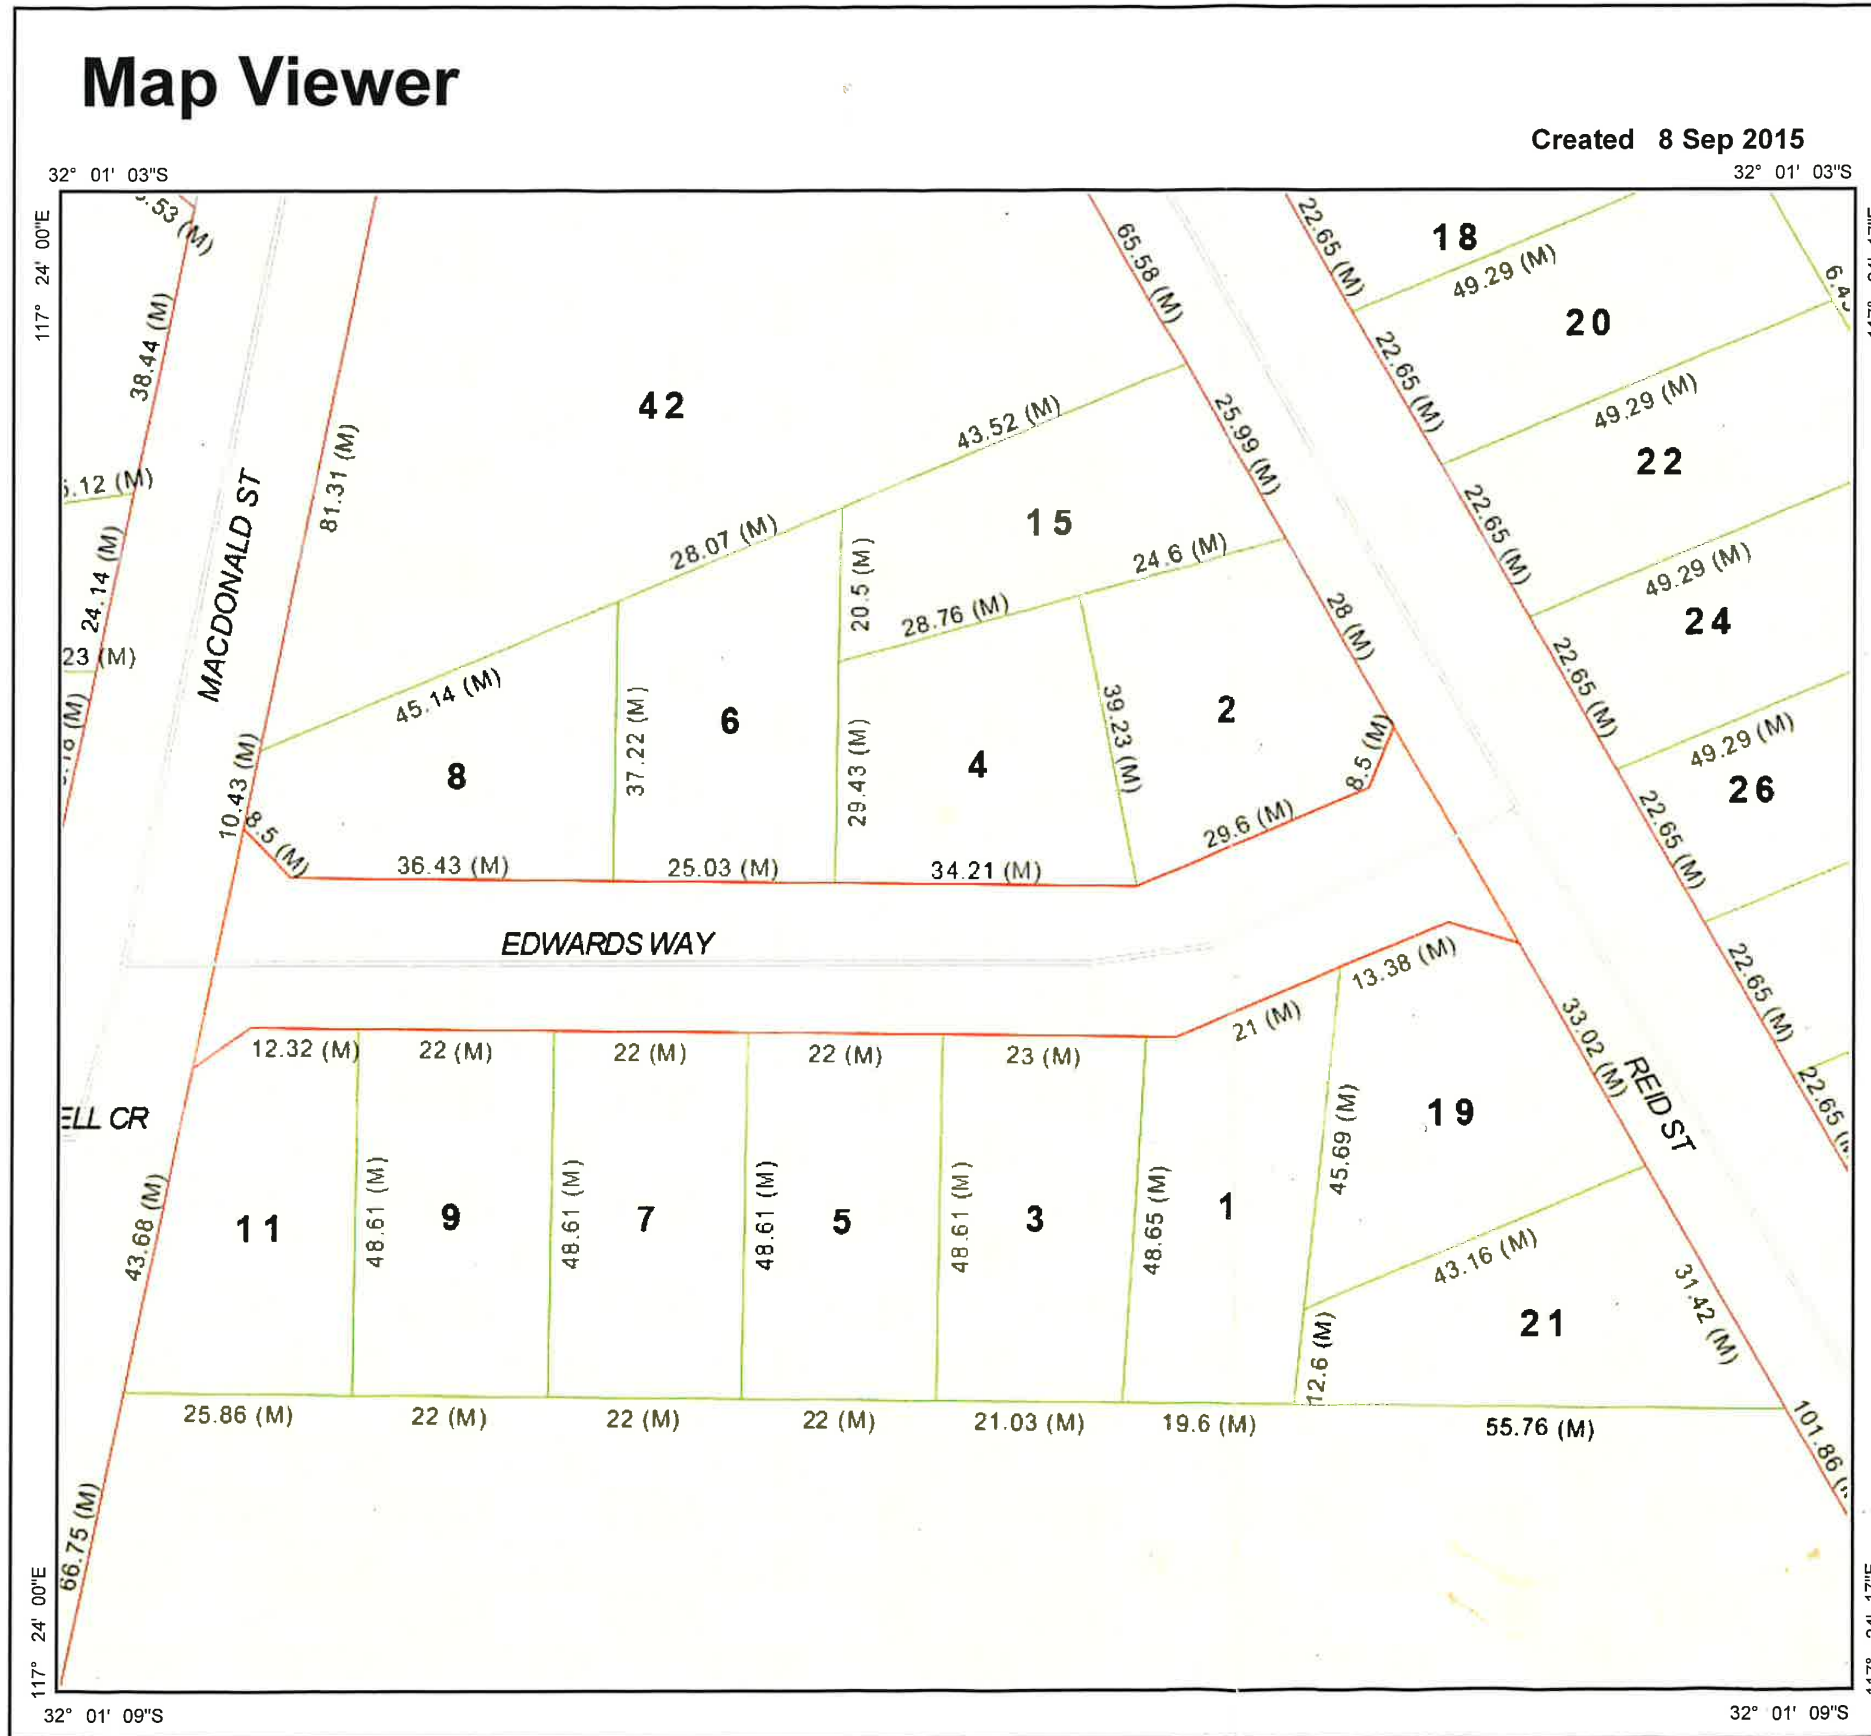 Map Viewer
Created 8 Sep 2015
32° 01' 03"S
32° 01' 03"S
117° 24' 00"E
.53 (M)
38.44 (M)
.12 (M)
24.14 (M)
23 (M)
(M)
MACDONALD ST
81.31 (M)
10.43 (M)
8.5 (M)
42
65.58 (M)
22.65 (M)
18
49.29 (M)
20
22.65 (M)
49.29 (M)
22
22.65 (M)
49.29 (M)
24
22.65 (M)
49.29 (M)
26
22.65 (M)
22.65 (M)
22.65
43.52 (M)
25.99 (M)
28.07 (M)
15
20.5 (M)
24.6 (M)
28.76 (M)
28 (M)
45.14 (M)
37.22 (M)
6
29.43 (M)
39.23 (M)
2
8.5 (M)
8
4
29.6 (M)
36.43 (M)
25.03 (M)
34.21 (M)
EDWARDS WAY
13.38 (M)
21 (M)
33.02 (M)
REID ST
12.32 (M)
22 (M)
22 (M)
22 (M)
23 (M)
ELL CR
43.68 (M)
11
48.61 (M)
9
48.61 (M)
7
48.61 (M)
5
48.61 (M)
3
48.65 (M)
1
45.69 (M)
19
43.16 (M)
12.6 (M)
21
31.42 (M)
101.86
25.86 (M)
22 (M)
22 (M)
22 (M)
21.03 (M)
19.6 (M)
55.76 (M)
66.75 (M)
117° 24' 00"E
32° 01' 09"S
32° 01' 09"S